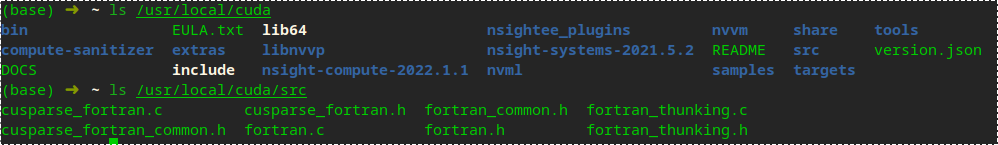 (base) ➜ ~ ls /usr/local/cuda
bin EULA.txt lib64 nsightee_plugins nvvm share tools
compute-sanitizer extras libnvvp nsight-systems-2021.5.2 README src version.json
DOCS include nsight-compute-2022.1.1 nvml samples targets
(base) ➜ ~ ls /usr/local/cuda/src
cusparse_fortran.c cusparse_fortran.h fortran_common.h fortran_thunking.c
cusparse_fortran_common.h fortran.c fortran.h fortran_thunking.h